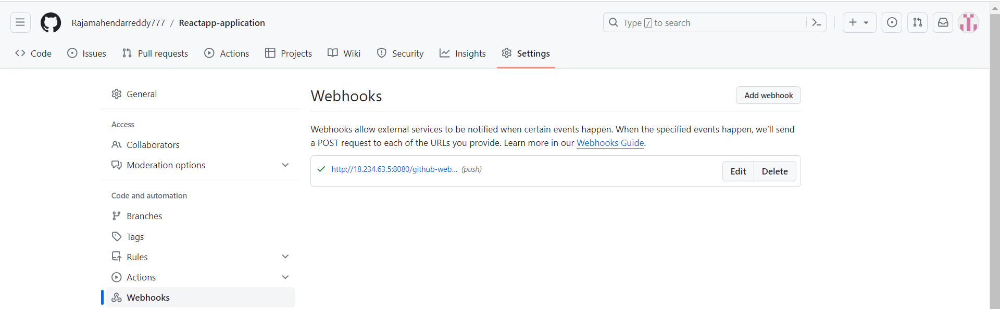 Rajamahendarreddy777 / Reactapp-application
Type / to search
Code Issues Pull requests Actions Projects Wiki Security Insights Settings
General
Access
Collaborators
Moderation options
Code and automation
Branches
Tags
Rules
Actions
Webhooks
Webhooks
Add webhook
Webhooks allow external services to be notified when certain events happen. When the specified events happen, we’ll send
a POST request to each of the URLs you provide. Learn more in our Webhooks Guide.
http://18.234.63.5:8080/github-web... (push)
Edit Delete